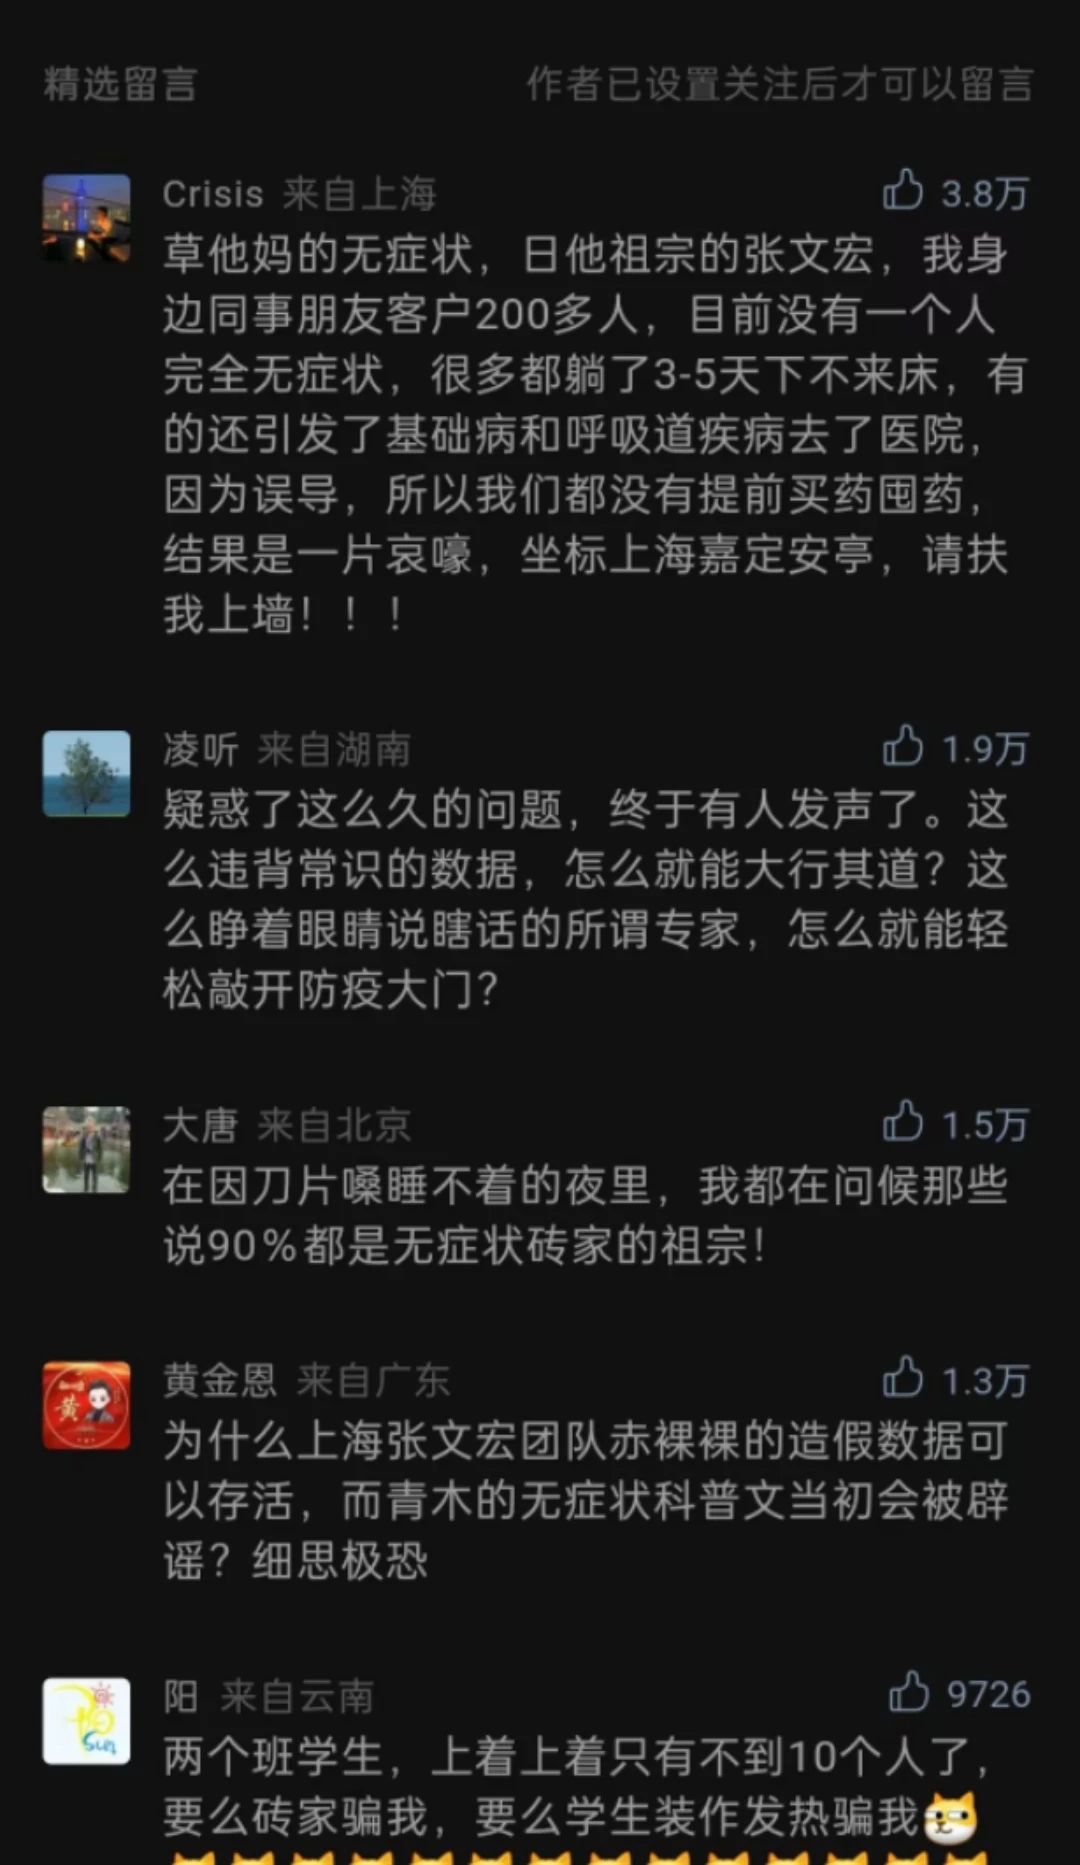 精选留言 作者已设置关注后才可以留言
Crisis 来自上海 3.8万
草他妈的无症状，日他祖宗的张文宏，我身
边同事朋友客户200多人，目前没有一个人
完全无症状，很多都躺了3-5天下不来床，有
的还引发了基础病和呼吸道疾病去了医院，
因为误导，所以我们都没有提前买药囤药，
结果是一片哀嚎，坐标上海嘉定安亭，请扶
我上墙！！！
凌听 来自湖南 1.9万
疑惑了这么久的问题，终于有人发声了。这
么违背常识的数据，怎么就能大行其道？这
么睁着眼睛说瞎话的所谓专家，怎么就能轻
松敲开防疫大门？
大唐 来自北京 1.5万
在因刀片嗓睡不着的夜里，我都在问候那些
说90%都是无症状砖家的祖宗！
黄金恩 来自广东 1.3万
为什么上海张文宏团队赤裸裸的造假数据可
以存活，而青木的无症状科普文当初会被辟
谣？细思极恐
阳 来自云南 9726
两个班学生，上着上着只有不到10个人了，
要么砖家骗我，要么学生装作发热骗我
黄
Sun